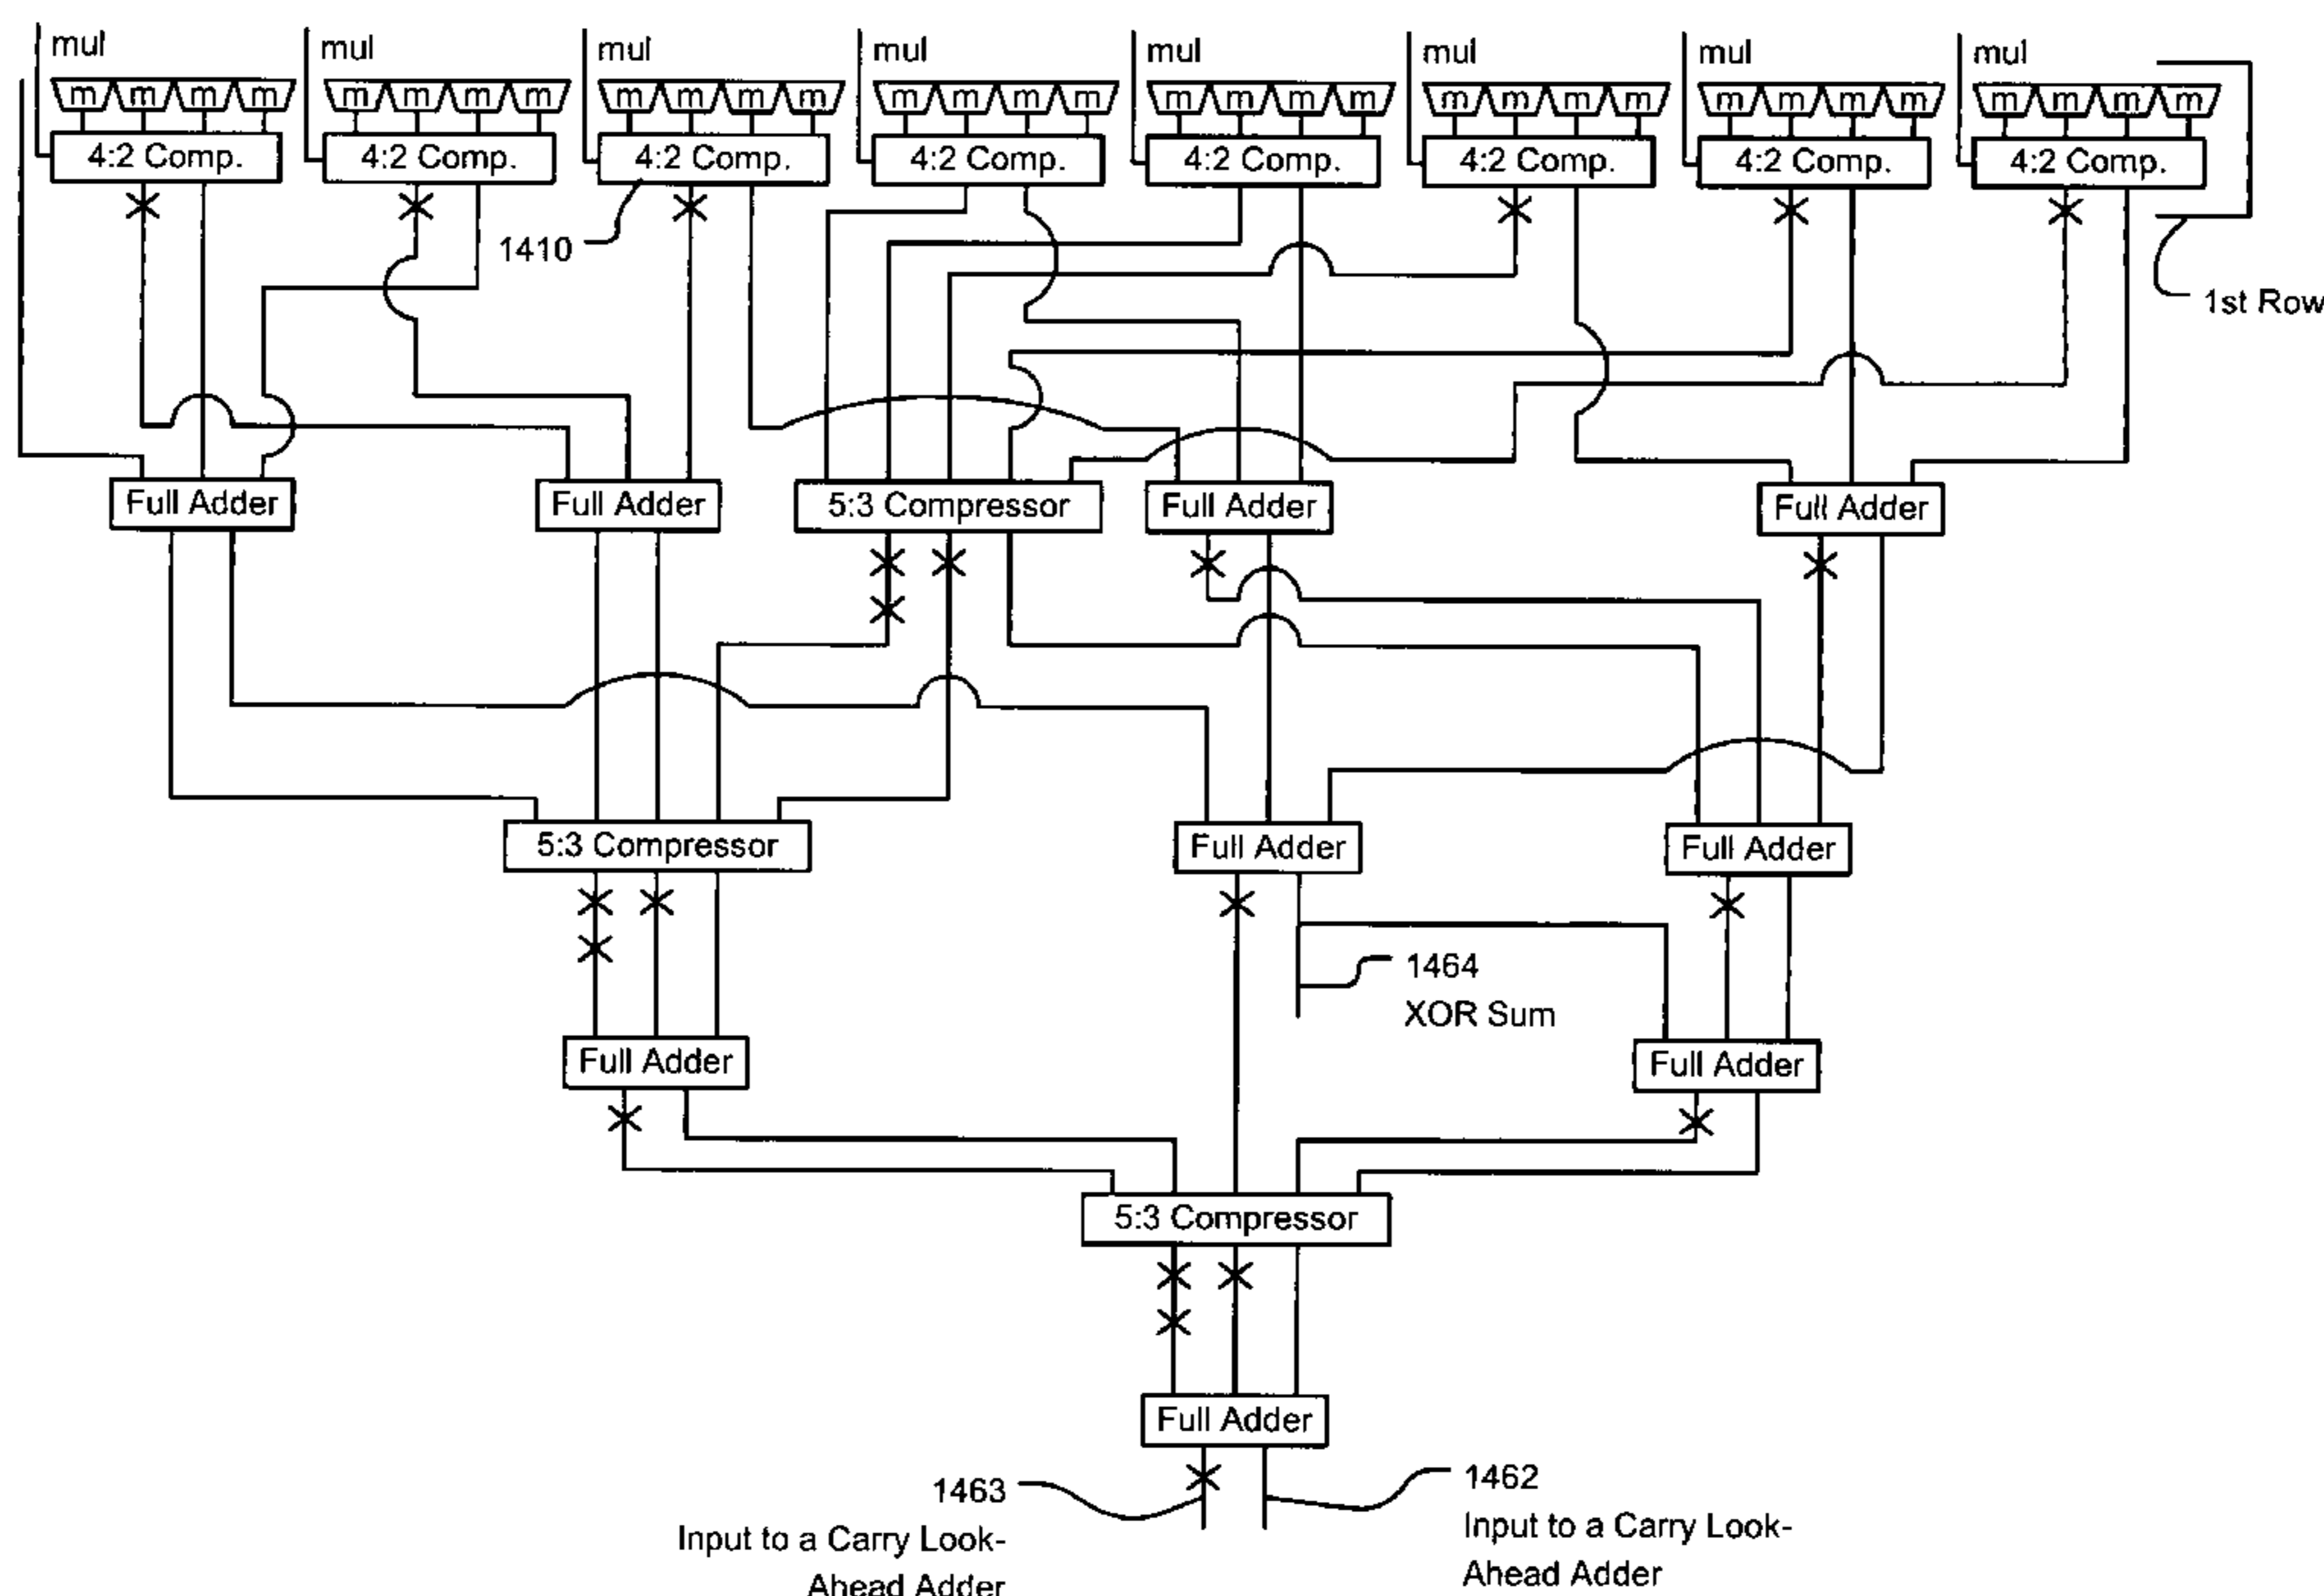 mul mul mul mul mul mul mul mul
m m m m m m m m m m m m m m m m m m m m m m m m m m m m m m m m
4:2 Comp. 4:2 Comp. 4:2 Comp. 4:2 Comp. 4:2 Comp. 4:2 Comp. 4:2 Comp. 4:2 Comp.
1410
1st Row
Full Adder Full Adder 5:3 Compressor Full Adder Full Adder
5:3 Compressor Full Adder Full Adder
1464
XOR Sum
Full Adder Full Adder
5:3 Compressor
Full Adder
1463
Input to a Carry Look-
Ahead Adder
1462
Input to a Carry Look-
Ahead Adder